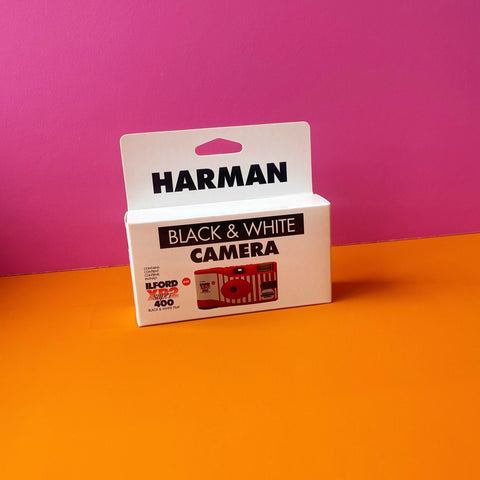 HARMAN
BLACK & WHITE
CAMERA
ILFORD
XP2
400
BLACK & WHITE FILM